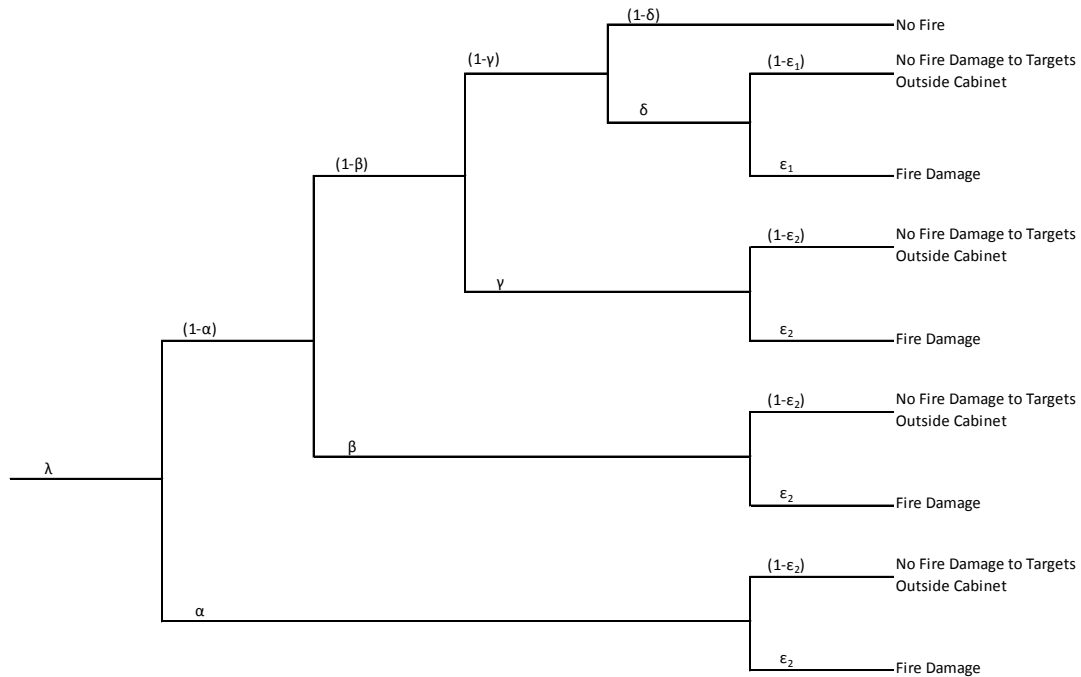 (1-δ)
No Fire
(1-γ)
(1-ε₁)
No Fire Damage to Targets
Outside Cabinet
δ
(1-β)
ε₁
Fire Damage
(1-ε₂)
No Fire Damage to Targets
Outside Cabinet
γ
(1-α)
ε₂
Fire Damage
(1-ε₂)
No Fire Damage to Targets
Outside Cabinet
β
λ
ε₂
Fire Damage
(1-ε₂)
No Fire Damage to Targets
Outside Cabinet
α
ε₂
Fire Damage